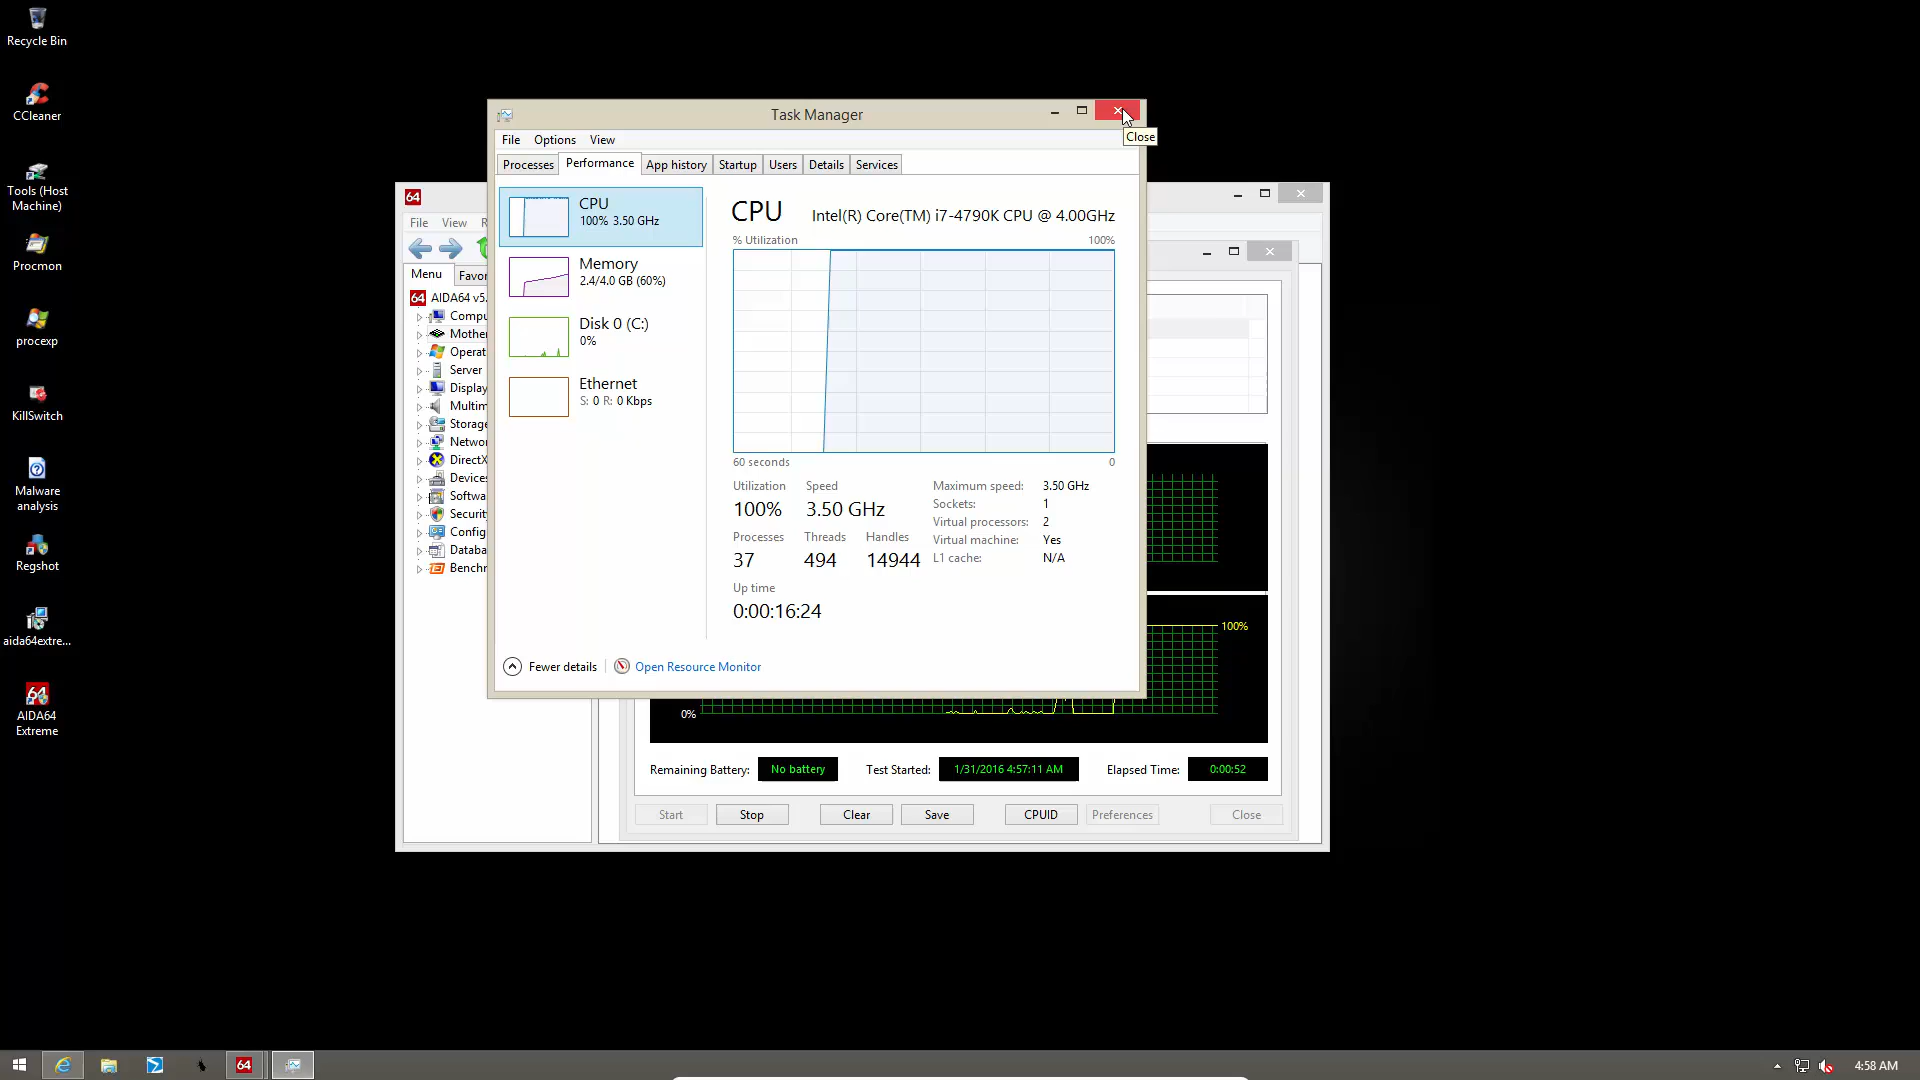 Recycle Bin
CCleaner
Tools (Host
Machine)
Procmon
procexp
KillSwitch
Malware
analysis
Regshot
aida64extre...
64
AIDA64
Extreme
Task Manager
Close
File Options View
Processes Performance App history Startup Users Details Services
CPU
100% 3.50 GHz
Memory
2.4/4.0 GB (60%)
Disk 0 (C:)
0%
Ethernet
S: 0 R: 0 Kbps
CPU Intel(R) Core(TM) i7-4790K CPU @ 4.00GHz
% Utilization 100%
60 seconds 0
Utilization Speed
100% 3.50 GHz
Processes Threads Handles
37 494 14944
Up time
0:00:16:24
Maximum speed: 3.50 GHz
Sockets: 1
Virtual processors: 2
Virtual machine: Yes
L1 cache: N/A
Fewer details Open Resource Monitor
64
File View R
Menu Favor
64 AIDA64 v5.
Compu
Mother
Operat
Server
Display
Multim
Storage
Netwo
DirectX
Devices
Softwa
Security
Config
Databa
Benchn
100%
0%
Remaining Battery: No battery Test Started: 1/31/2016 4:57:11 AM Elapsed Time: 0:00:52
Start Stop Clear Save CPUID Preferences Close
64
4:58 AM